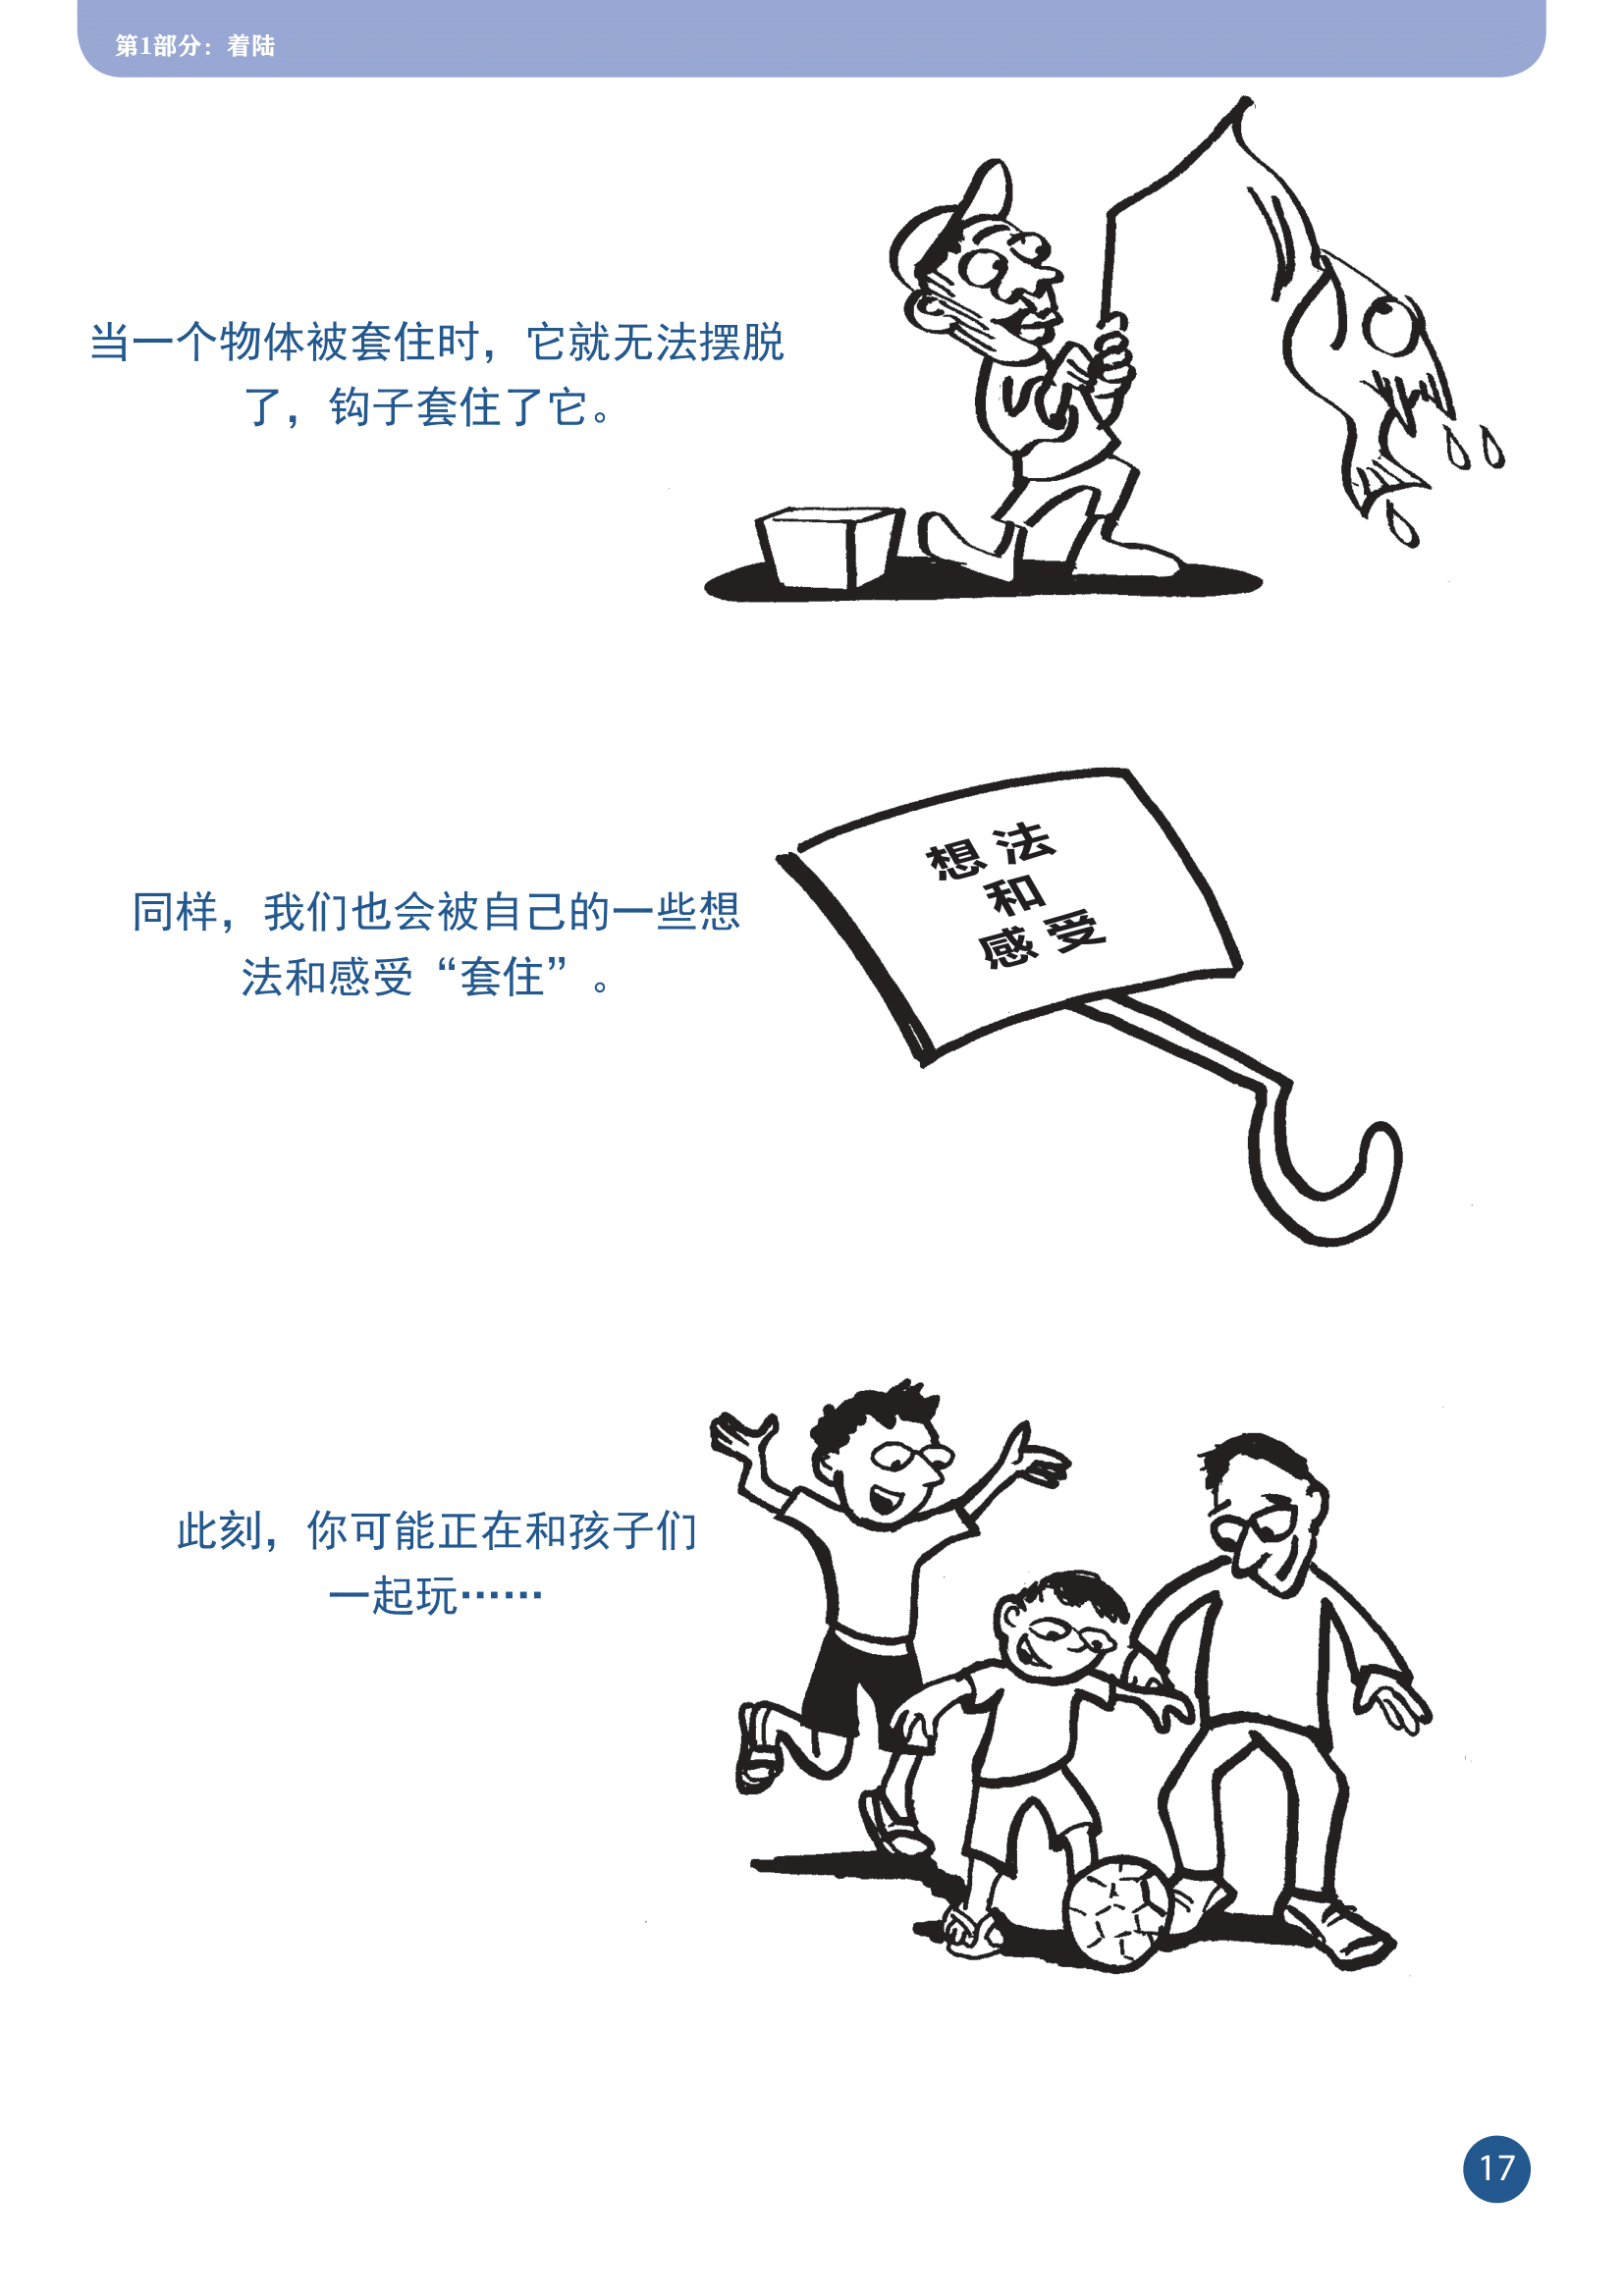 第1部分：着陆
当一个物体被套住时，它就无法摆脱
了，钩子套住了它。
想法
和
感受
同样，我们也会被自己的一些想
法和感受“套住”。
此刻，你可能正在和孩子们
一起玩……
17